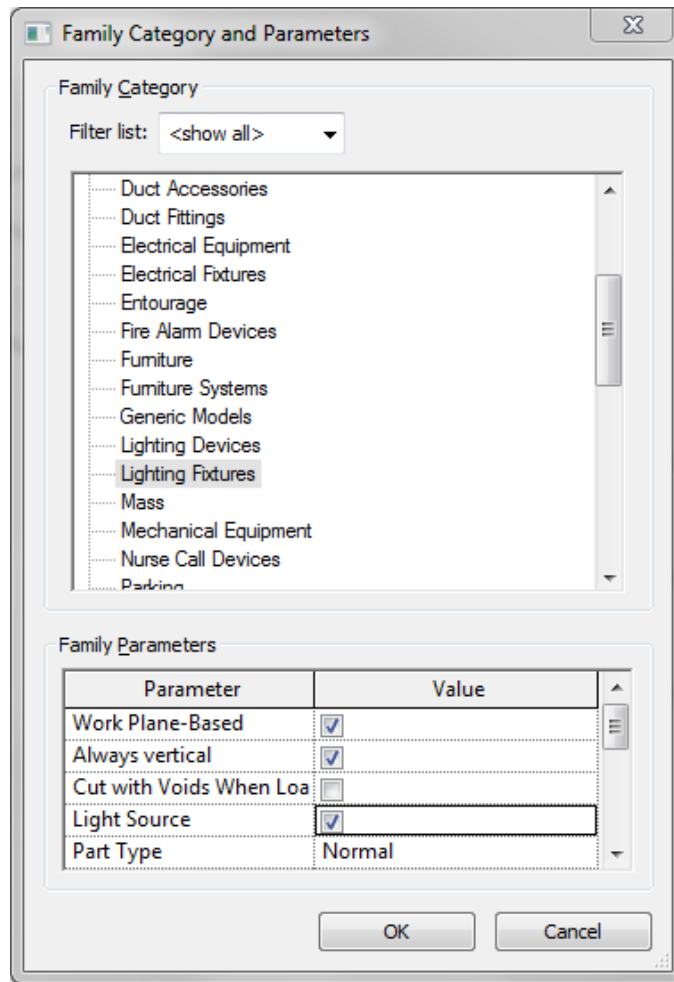 Family Category and Parameters
Family Category
Filter list: <show all>
Duct Accessories
Duct Fittings
Electrical Equipment
Electrical Fixtures
Entourage
Fire Alarm Devices
Furniture
Furniture Systems
Generic Models
Lighting Devices
Lighting Fixtures
Mass
Mechanical Equipment
Nurse Call Devices
Parking
Family Parameters
Parameter Value
Work Plane-Based
Always vertical
Cut with Voids When Loa
Light Source
Part Type Normal
OK Cancel